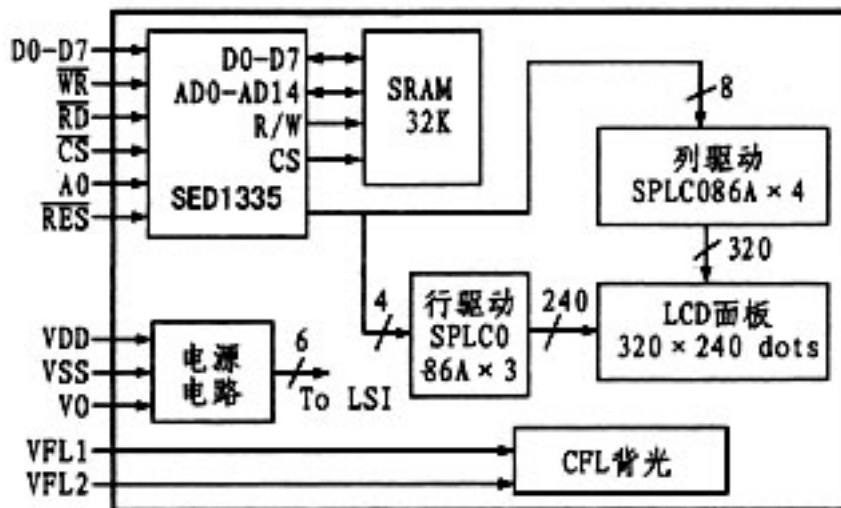 D0-D7
WR
RD
CS
A0
RES
D0-D7
AD0-AD14
R/W
CS
SED1335
SRAM
32K
8
列驱动
SPLC086A×4
320
4
行驱动
SPLC0
86A×3
240
LCD面板
320×240 dots
VDD
VSS
V0
电源
电路
6
To LSI
VFL1
VFL2
CFL背光